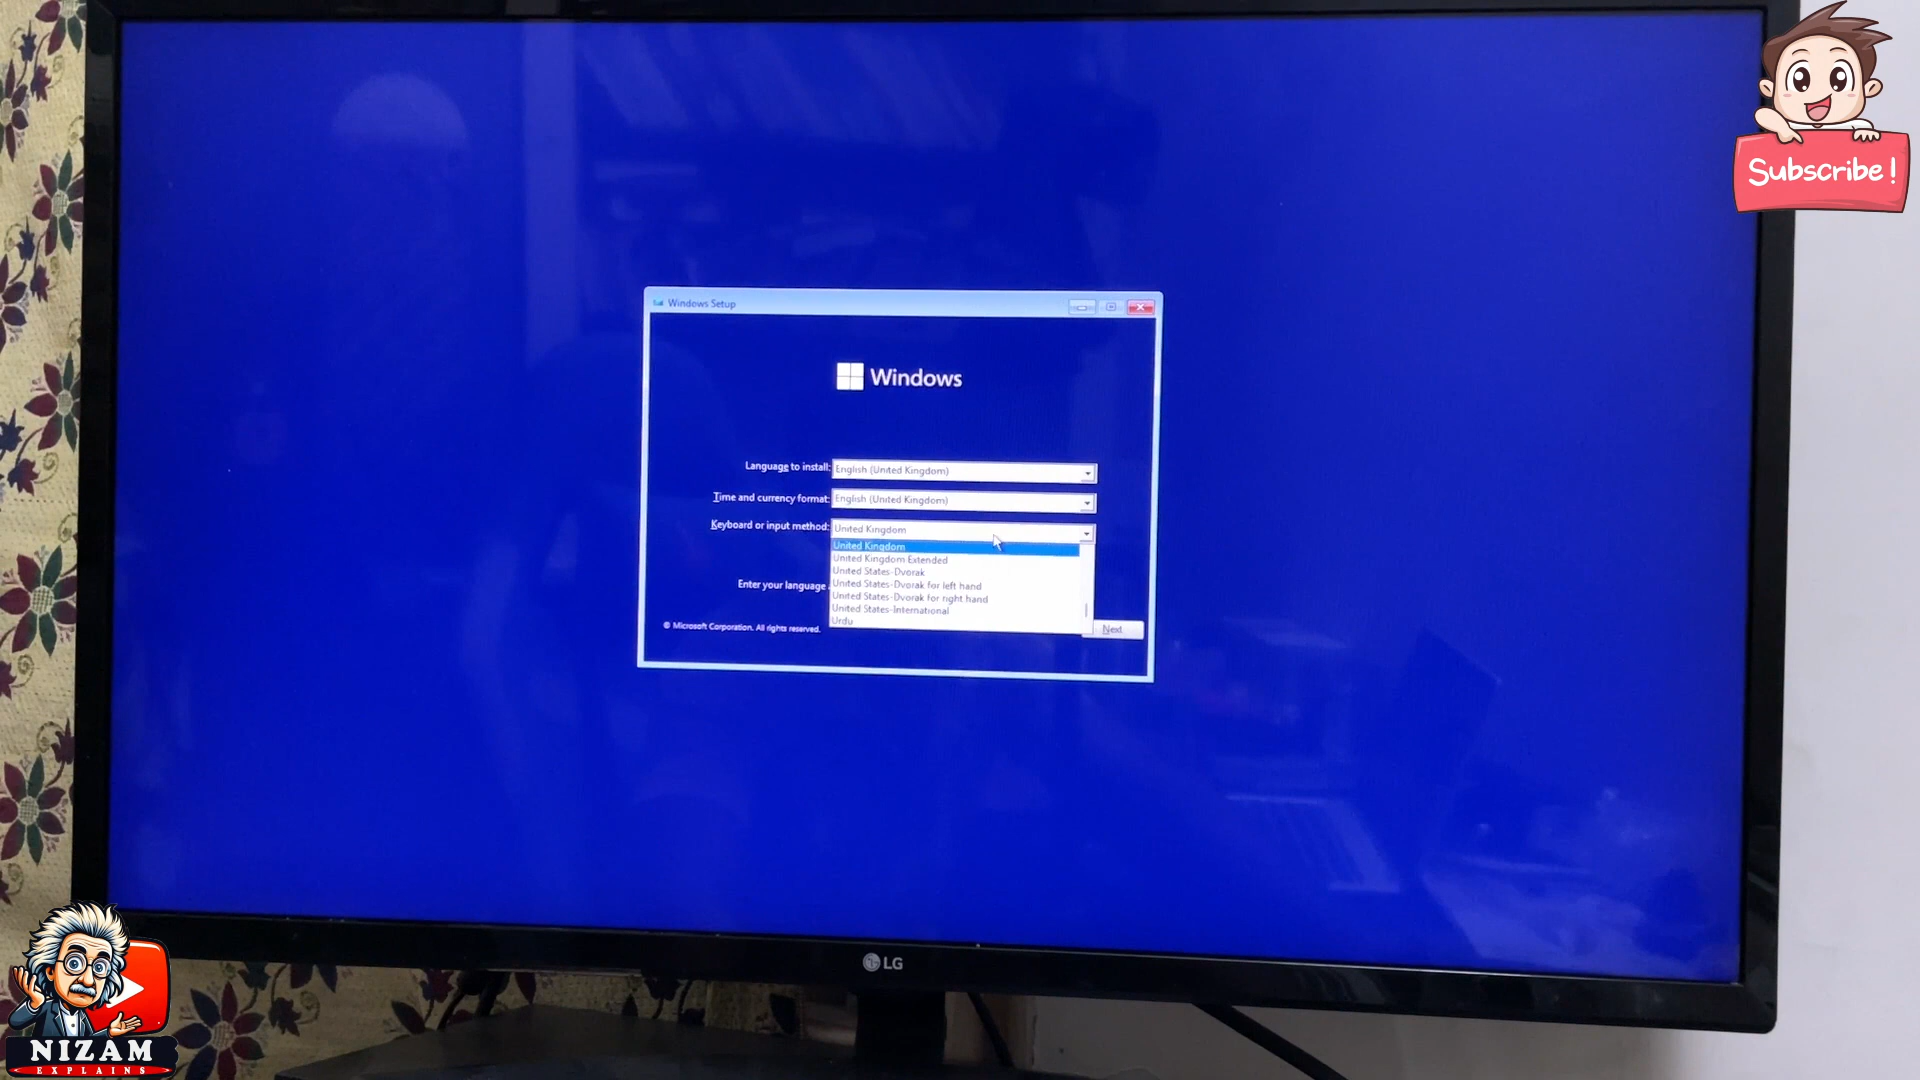 Subscribe!
Windows Setup
Windows
Language to install: English (United Kingdom)
Time and currency format: English (United Kingdom)
Keyboard or input method: United Kingdom
United Kingdom
United Kingdom Extended
United States-Dvorak
United States-Dvorak for left hand
United States-Dvorak for right hand
United States-International
Urdu
Enter your language
© Microsoft Corporation. All rights reserved.
Next
LG
NIZAM
EXPLAINS